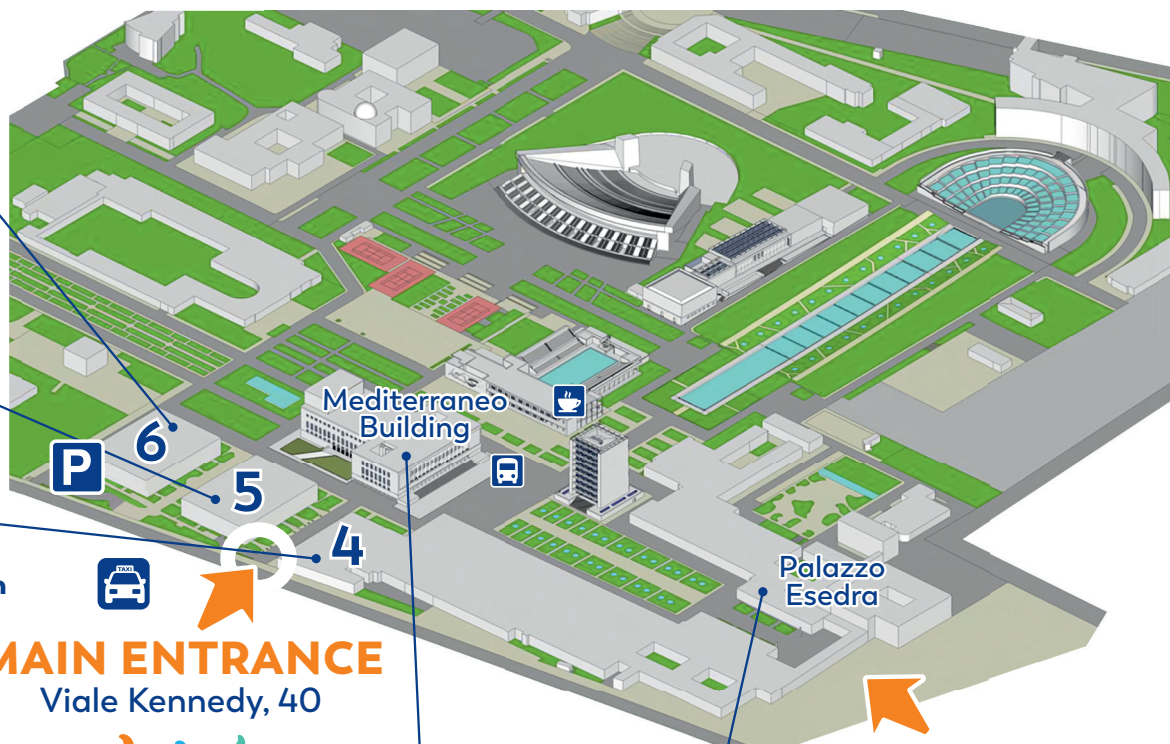 Mediterraneo
Building
6
P
5
4
TAXI
Palazzo
Esedra
MAIN ENTRANCE
Viale Kennedy, 40